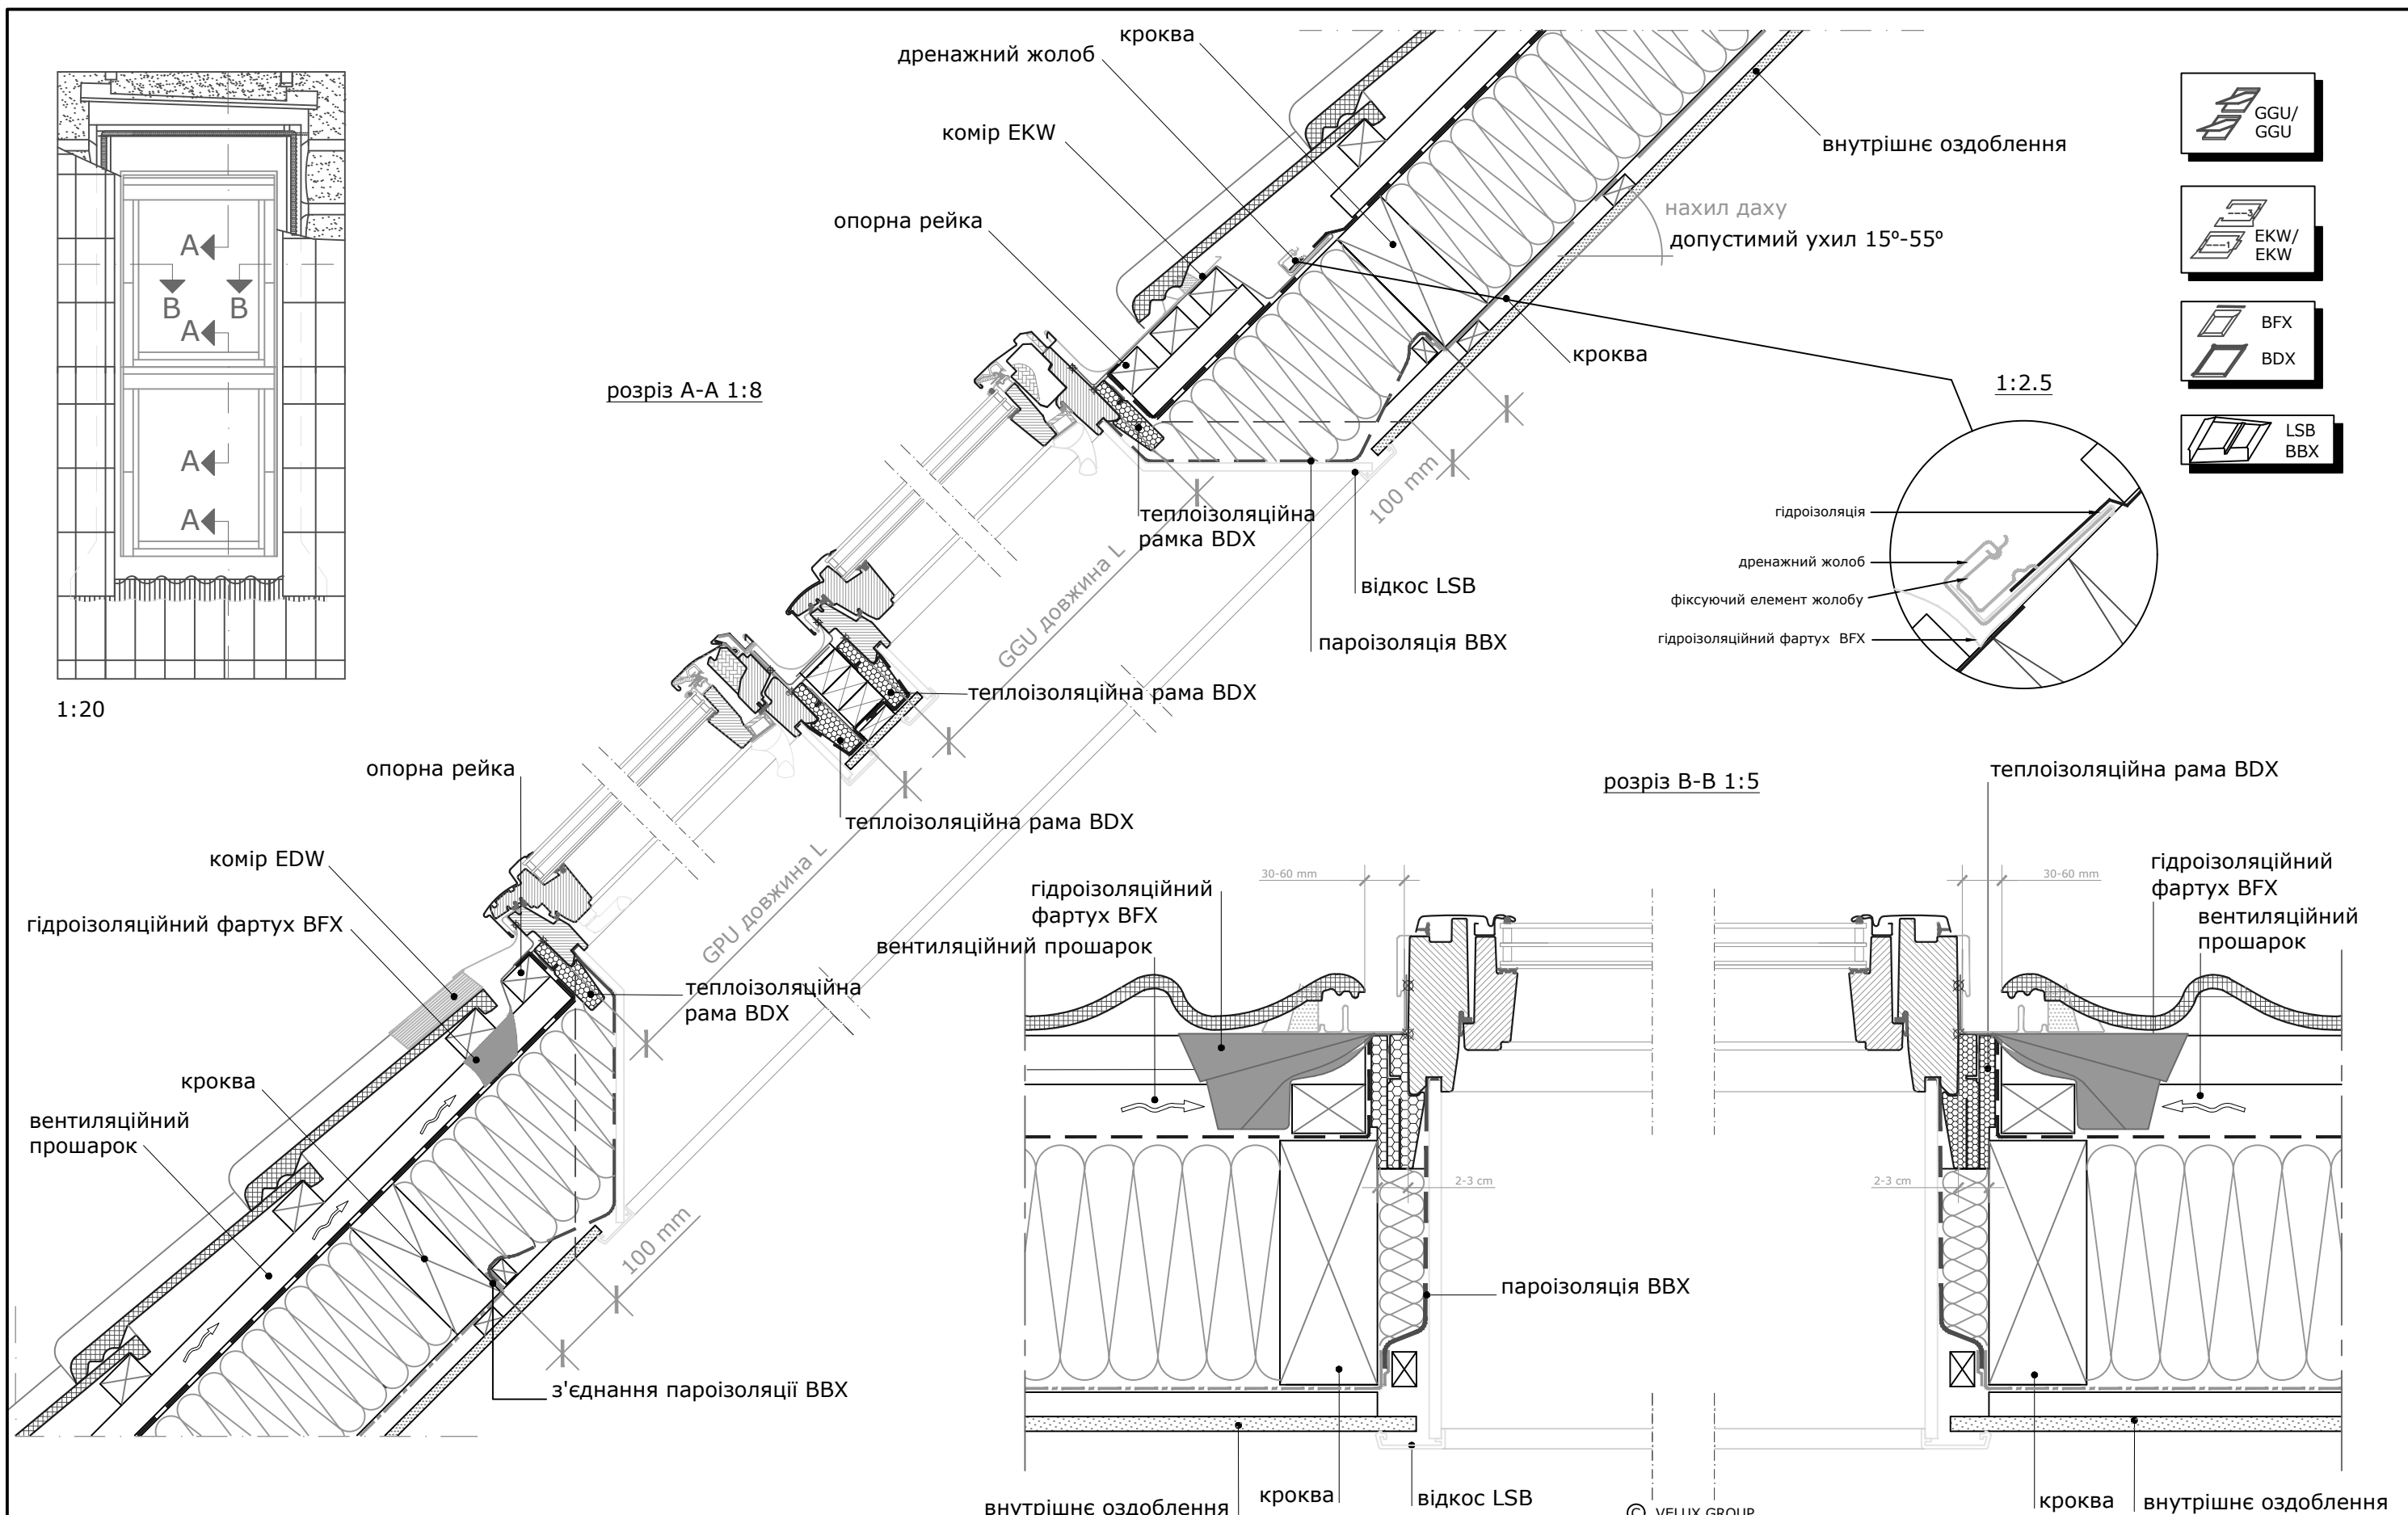 кроква
дренажний жолоб
комір EKW
опорна рейка
внутрішнє оздоблення
нахил даху
допустимий ухил 15º-55º
кроква
GGU/
GGU
EKW/
EKW
BFX
BDX
LSB
BBX
A
B
B
A
A
A
1:20
розріз A-A 1:8
1:2.5
гідроізоляція
дренажний жолоб
фіксуючий елемент жолобу
гідроізоляційний фартух BFX
100 mm
теплоізоляційна
рамка BDX
відкос LSB
пароізоляція BBX
GGU довжина L
теплоізоляційна рама BDX
теплоізоляційна рама BDX
опорна рейка
комір EDW
гідроізоляційний фартух BFX
GPU довжина L
теплоізоляційна
рама BDX
кроква
вентиляційний
прошарок
100 mm
з'єднання пароізоляції BBX
розріз B-B 1:5
теплоізоляційна рама BDX
30-60 mm
30-60 mm
гідроізоляційний
фартух BFX
вентиляційний прошарок
гідроізоляційний
фартух BFX
вентиляційний
прошарок
2-3 cm
2-3 cm
пароізоляція BBX
внутрішнє оздоблення
кроква
відкос LSB
© VELUX GROUP
кроква
внутрішнє оздоблення